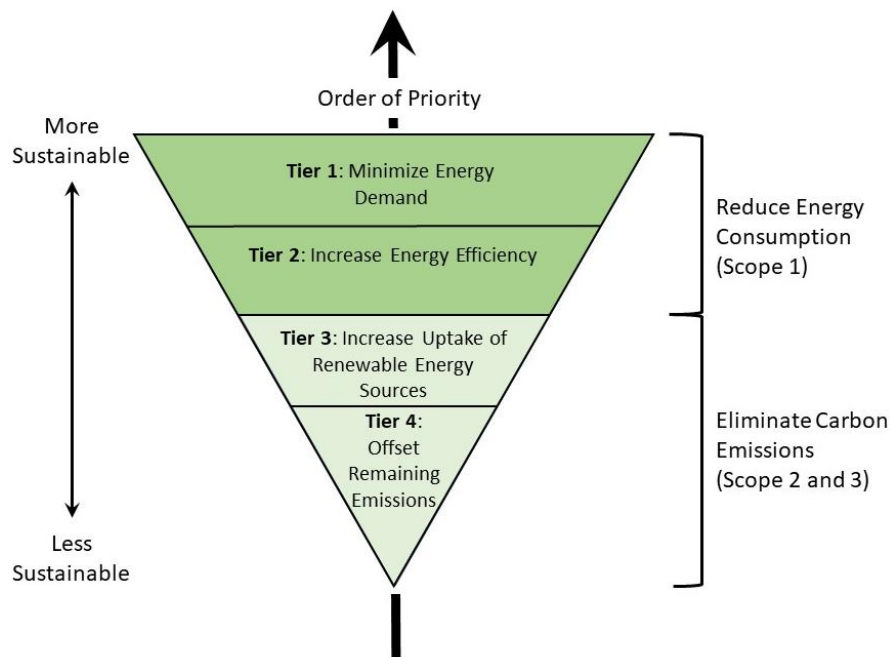 Order of Priority
More
Sustainable
Tier 1: Minimize Energy
Demand
Tier 2: Increase Energy Efficiency
Tier 3: Increase Uptake of
Renewable Energy
Sources
Tier 4:
Offset
Remaining
Emissions
Less
Sustainable
Reduce Energy
Consumption
(Scope 1)
Eliminate Carbon
Emissions
(Scope 2 and 3)